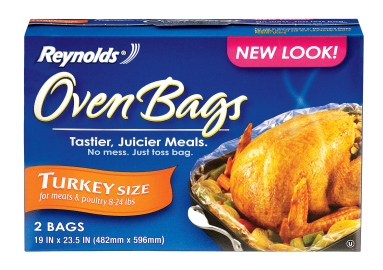 Reynolds®
NEW LOOK!
Oven Bags
Tastier, Juicier Meals.
No mess. Just toss bag.
TURKEY SIZE
for meats & poultry 8-24 lbs
2 BAGS
19 IN x 23.5 IN (482mm x 596mm)
U